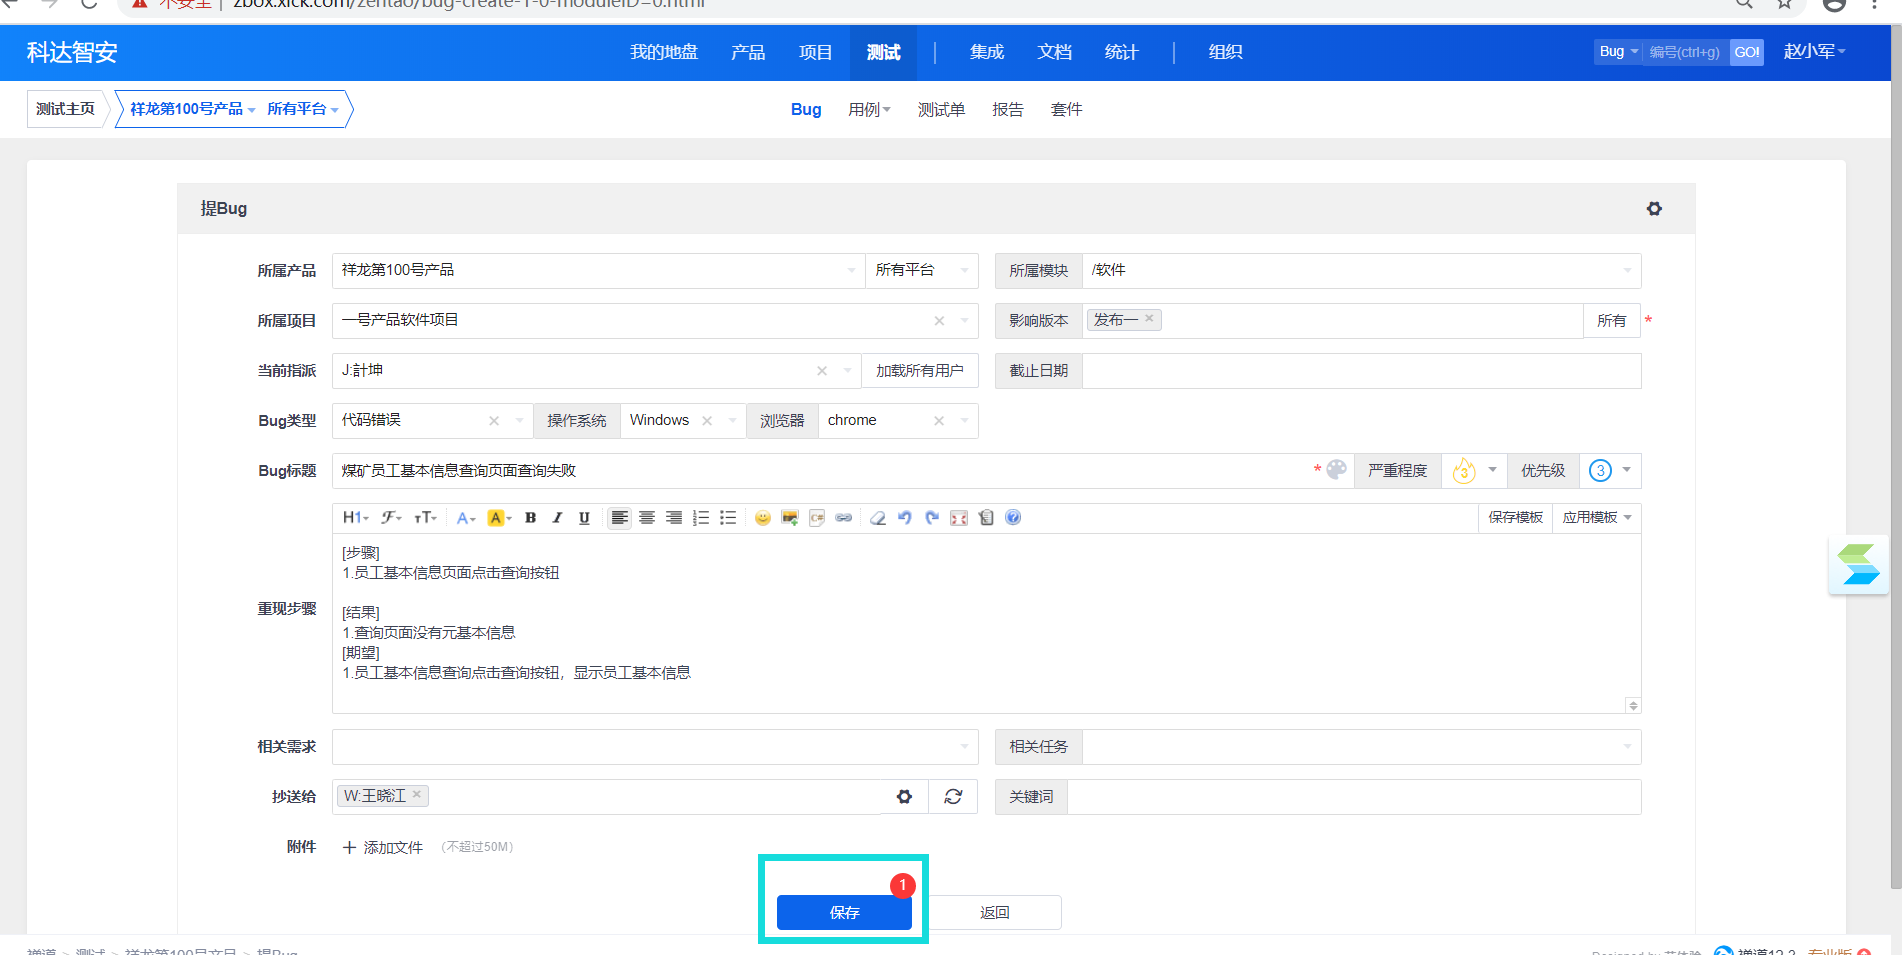 不安全 | zbox.xfck.com/zentao/bug-create-1-0-moduleID=0.html
科达智安 我的地盘 产品 项目 测试 集成 文档 统计 组织 Bug 编号(ctrl+g) GO! 赵小军
测试主页 祥龙第100号产品 所有平台 Bug 用例 测试单 报告 套件
提Bug
所属产品 祥龙第100号产品 所有平台 所属模块 /软件
所属项目 一号产品软件项目 × 影响版本 发布一 × 所有 *
当前指派 J:計坤 × 加载所有用户 截止日期
Bug类型 代码错误 × 操作系统 Windows × 浏览器 chrome ×
Bug标题 煤矿员工基本信息查询页面查询失败 * 严重程度 3 优先级 3
H1 F TT A A B I U 保存模板 应用模板
重现步骤
[步骤]
1.员工基本信息页面点击查询按钮
[结果]
1.查询页面没有元基本信息
[期望]
1.员工基本信息查询点击查询按钮，显示员工基本信息
相关需求 相关任务
抄送给 W:王晓江 × 关键词
附件 + 添加文件 (不超过50M)
1
保存 返回
禅道 > 测试 > 祥龙第100号产品 > 提Bug 禅道12.3 专业版